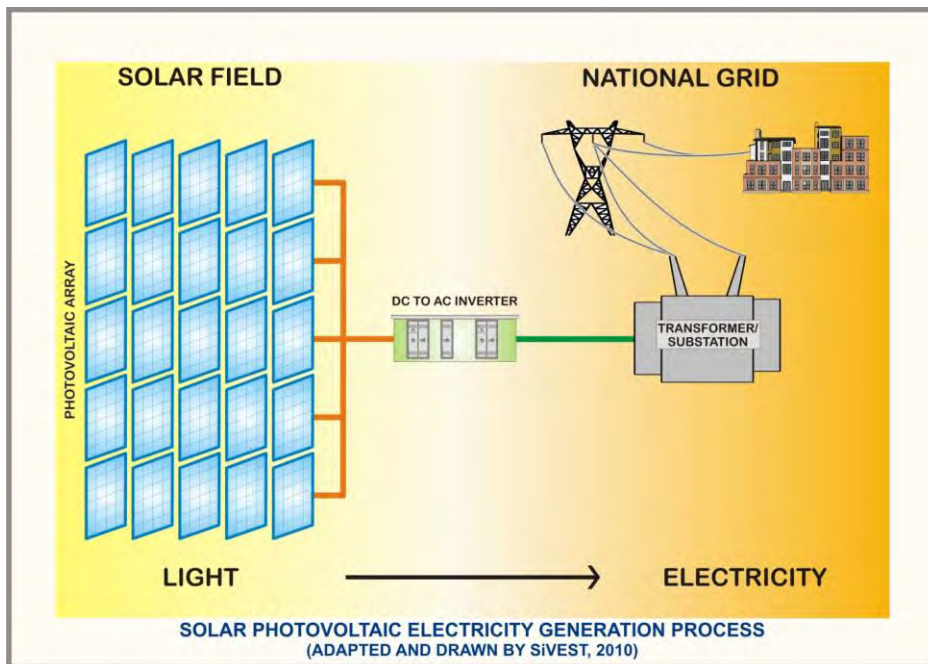 SOLAR FIELD
NATIONAL GRID
PHOTOVOLTAIC ARRAY
DC TO AC INVERTER
TRANSFORMER/
SUBSTATION
LIGHT
ELECTRICITY
SOLAR PHOTOVOLTAIC ELECTRICITY GENERATION PROCESS
(ADAPTED AND DRAWN BY SiVEST, 2010)